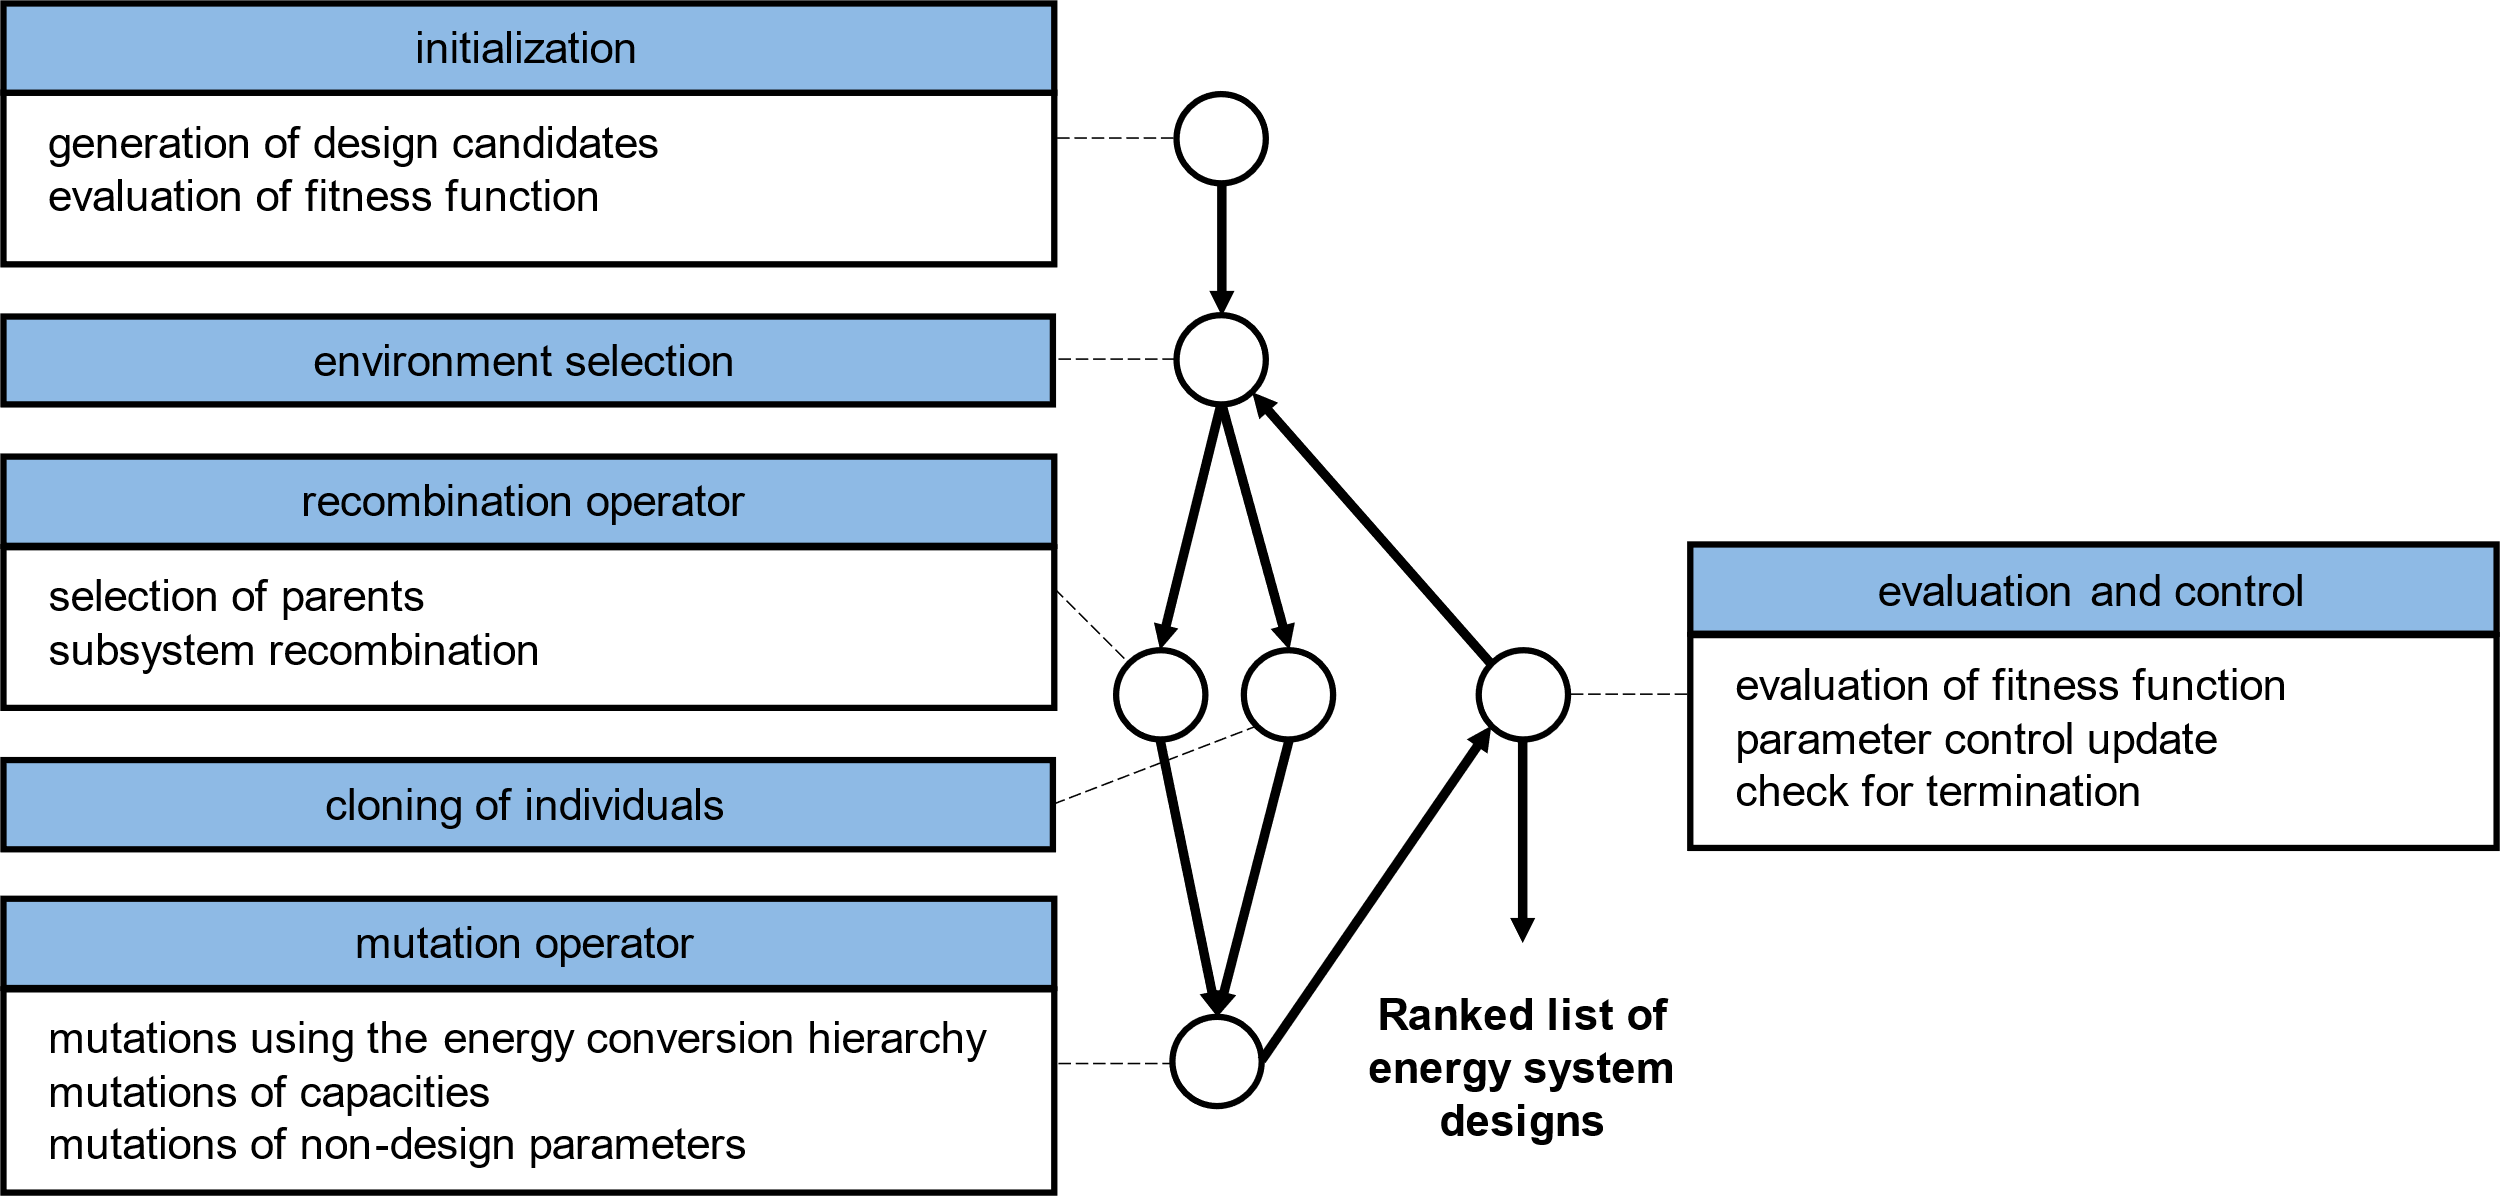 initialization
generation of design candidates
evaluation of fitness function
environment selection
recombination operator
selection of parents
subsystem recombination
cloning of individuals
mutation operator
mutations using the energy conversion hierarchy
mutations of capacities
mutations of non-design parameters
evaluation and control
evaluation of fitness function
parameter control update
check for termination
Ranked list of
energy system
designs